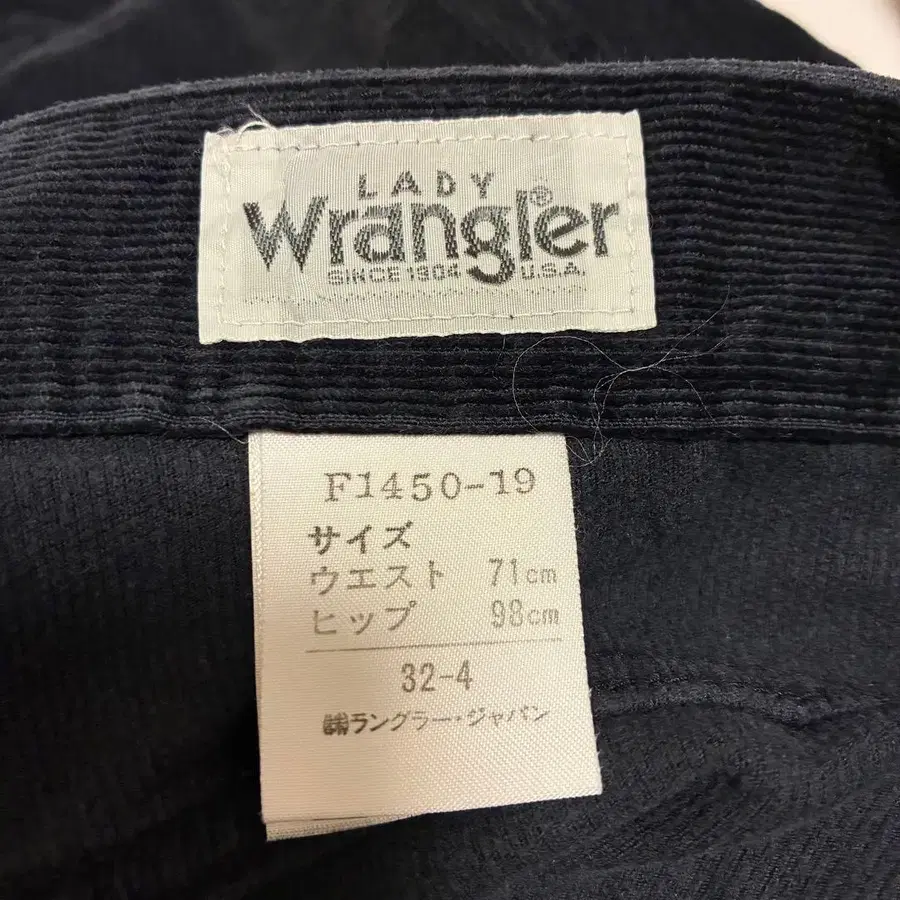 LADY
Wrangler®
SINCE 1904 U.S.A.
F1450-19
サイズ
ウエスト 71cm
ヒップ 98cm
32-4
㈱ラングラー・ジャパン